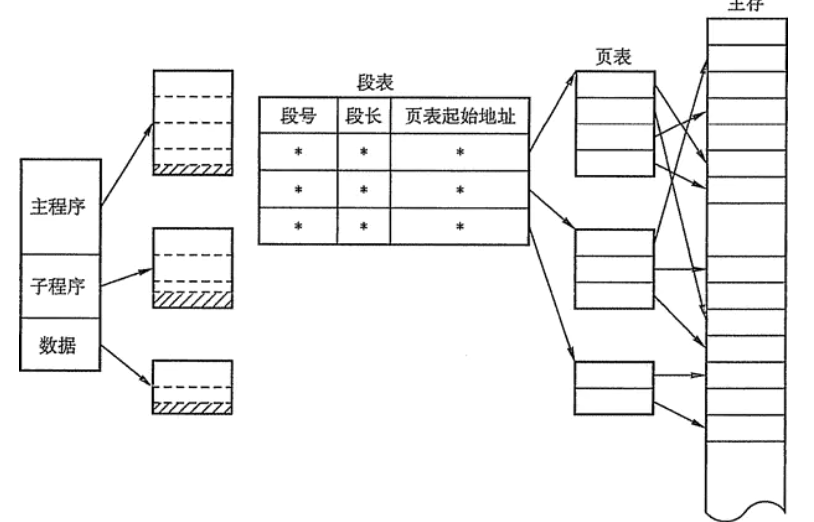 主存
页表
段表
段号 段长 页表起始地址
* * *
* * *
* * *
主程序
子程序
数据